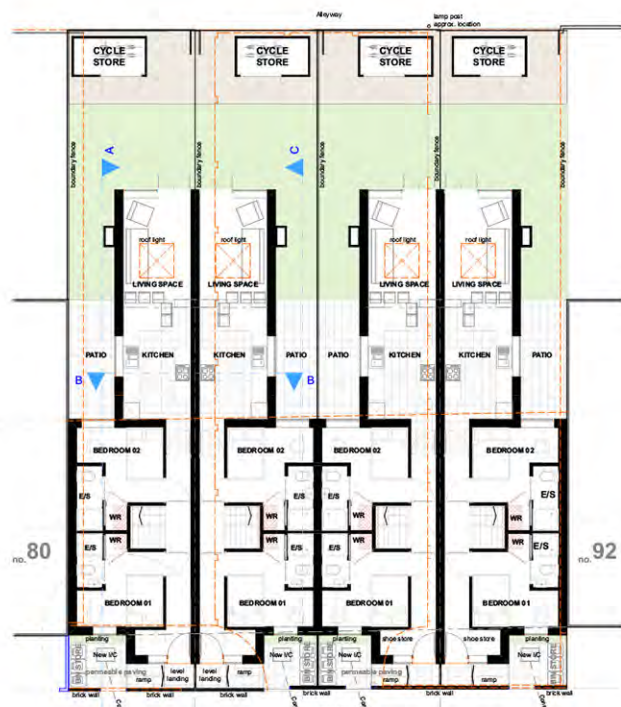 Alleyway
lamp post
approx. location
CYCLE
STORE
CYCLE
STORE
CYCLE
STORE
CYCLE
STORE
boundary fence
boundary fence
boundary fence
boundary fence
boundary fence
A
C
roof light
roof light
roof light
roof light
LIVING SPACE
LIVING SPACE
LIVING SPACE
LIVING SPACE
PATIO
KITCHEN
KITCHEN
PATIO
PATIO
KITCHEN
KITCHEN
PATIO
B
B
BEDROOM 02
BEDROOM 02
BEDROOM 02
BEDROOM 02
E/S
E/S
E/S
E/S
WR
WR
WR
WR
WR
WR
WR
WR
E/S
E/S
E/S
E/S
no. 80
no. 92
BEDROOM 01
BEDROOM 01
BEDROOM 01
BEDROOM 01
planting
planting
planting
shoe store
shoe store
planting
BIN STORE
New I/C
level
landing
level
landing
New I/C
BIN STORE
New I/C
New I/C
BIN STORE
permeable paving
permeable paving
ramp
ramp
ramp
ramp
brick wall
brick wall
brick wall
brick wall
brick wall